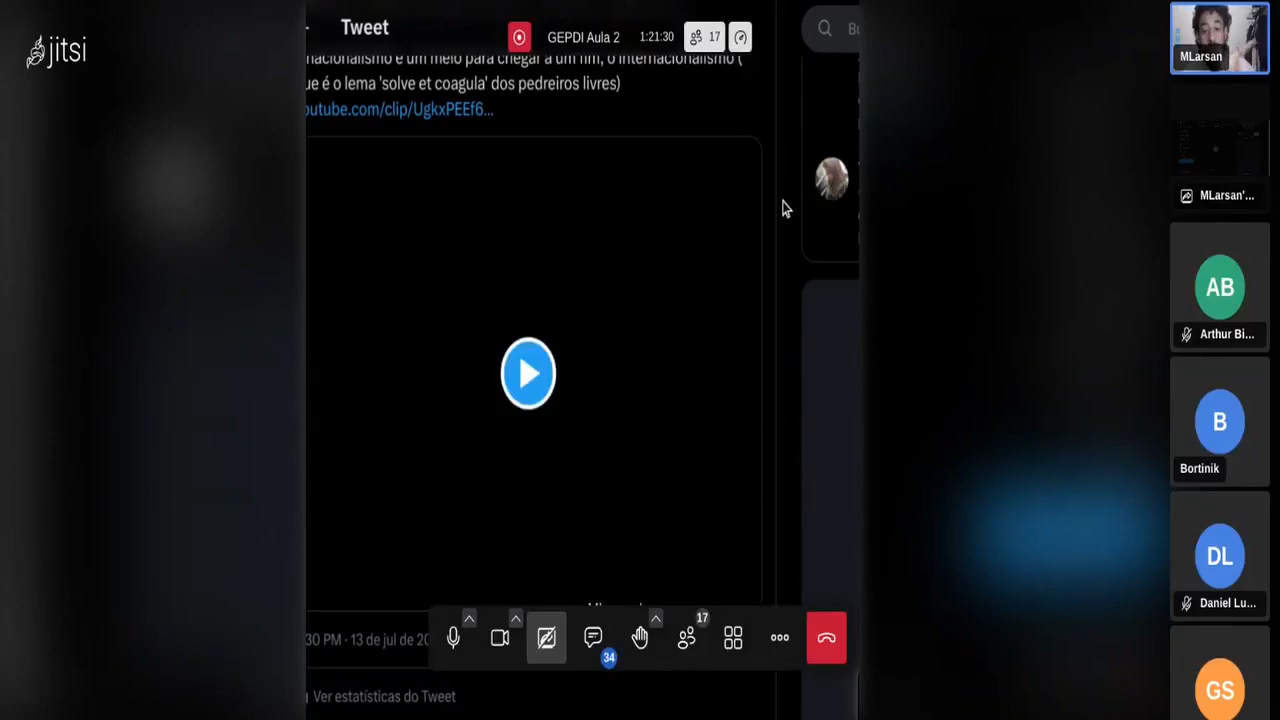 jitsi
Tweet
GEPDI Aula 2
1:21:30
17
nacionalismo é um meio para chegar a um fim, o internacionalismo (
ue é o lema 'solve et coagula' dos pedreiros livres)
outube.com/clip/UgkxPEEf6...
MLarsan
MLarsan'...
AB
Arthur Bi...
B
Bortinik
DL
Daniel Lu...
GS
17
34
30 PM · 13 de jul de 20
Ver estatísticas do Tweet